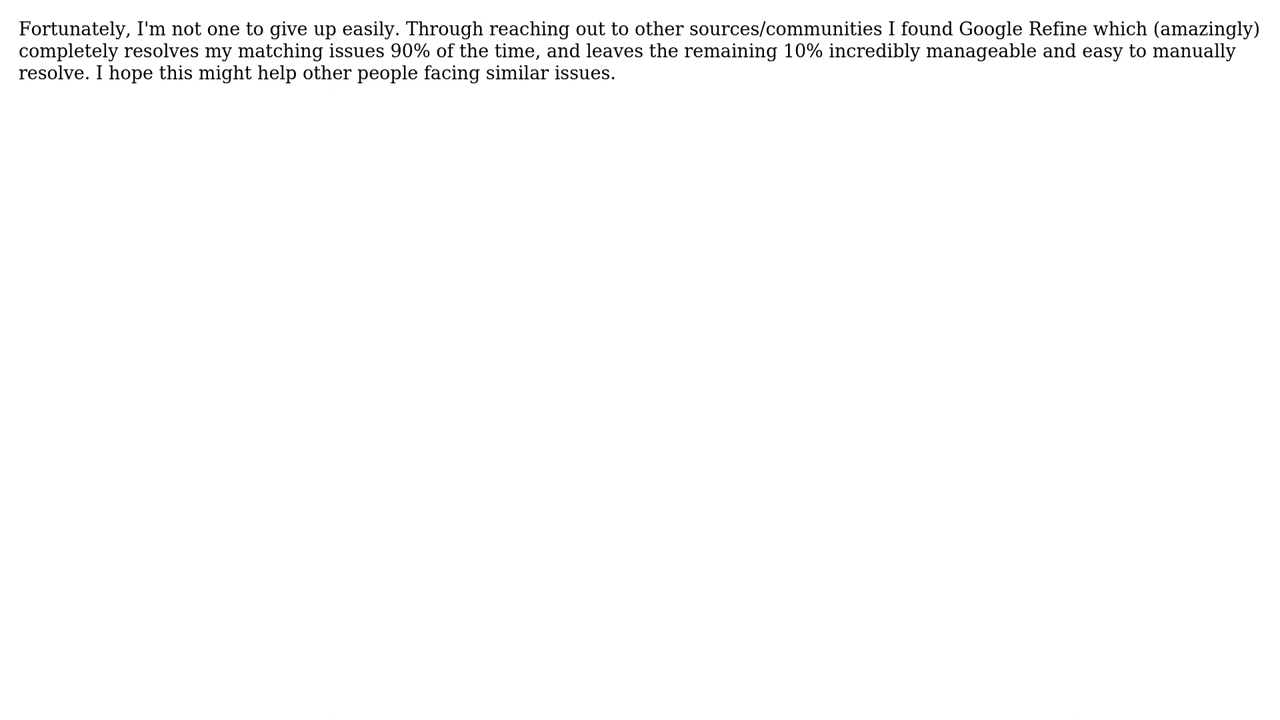 Fortunately, I'm not one to give up easily. Through reaching out to other sources/communities I found Google Refine which (amazingly)
completely resolves my matching issues 90% of the time, and leaves the remaining 10% incredibly manageable and easy to manually
resolve. I hope this might help other people facing similar issues.